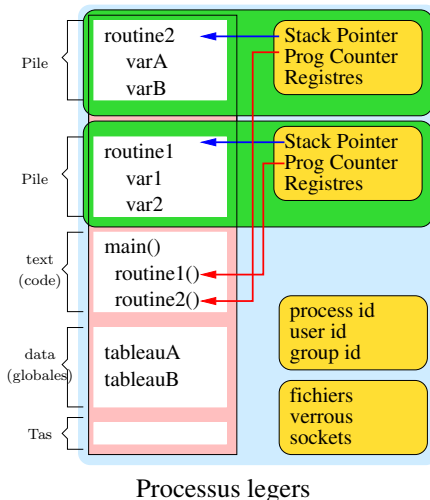 Pile
routine2
varA
varB
Stack Pointer
Prog Counter
Registres
Pile
routine1
var1
var2
Stack Pointer
Prog Counter
Registres
text
(code)
main()
routine1()
routine2()
data
(globales)
tableauA
tableauB
process id
user id
group id
Tas
fichiers
verrous
sockets
Processus legers